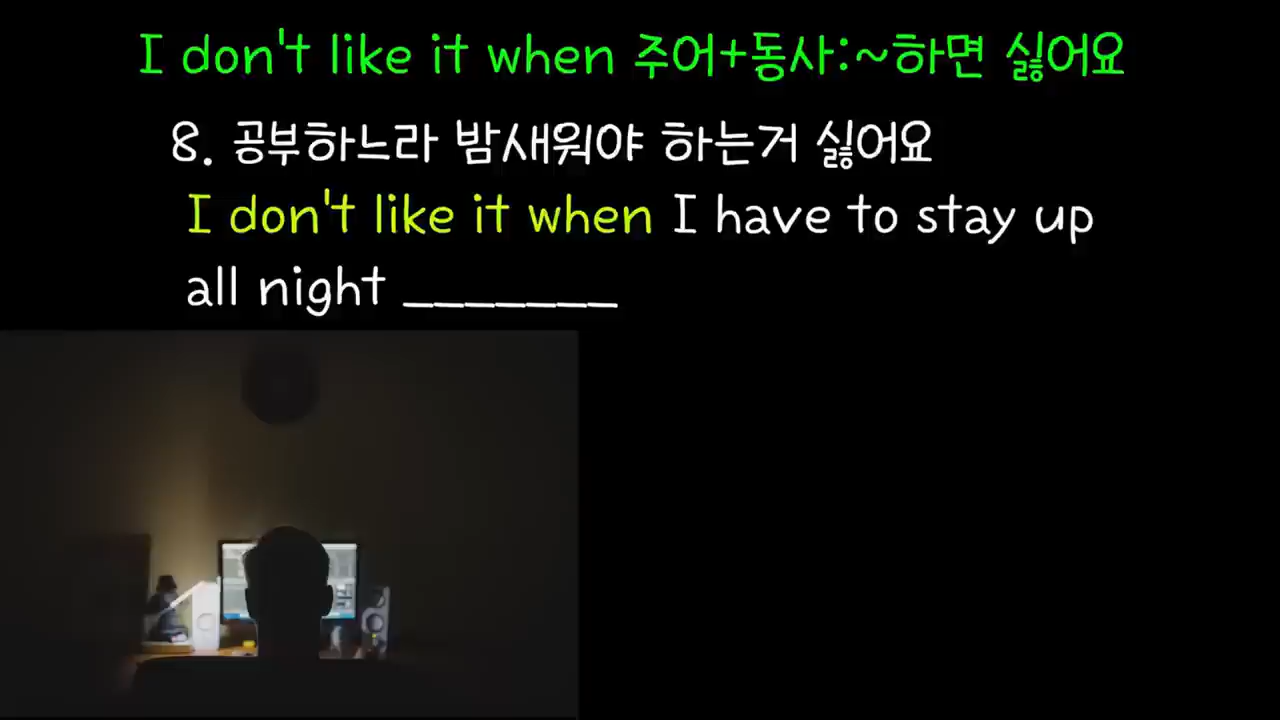 I don't like it when 주어+동사:~하면 싫어요
8. 공부하느라 밤새워야 하는거 싫어요
I don't like it when I have to stay up
all night _______